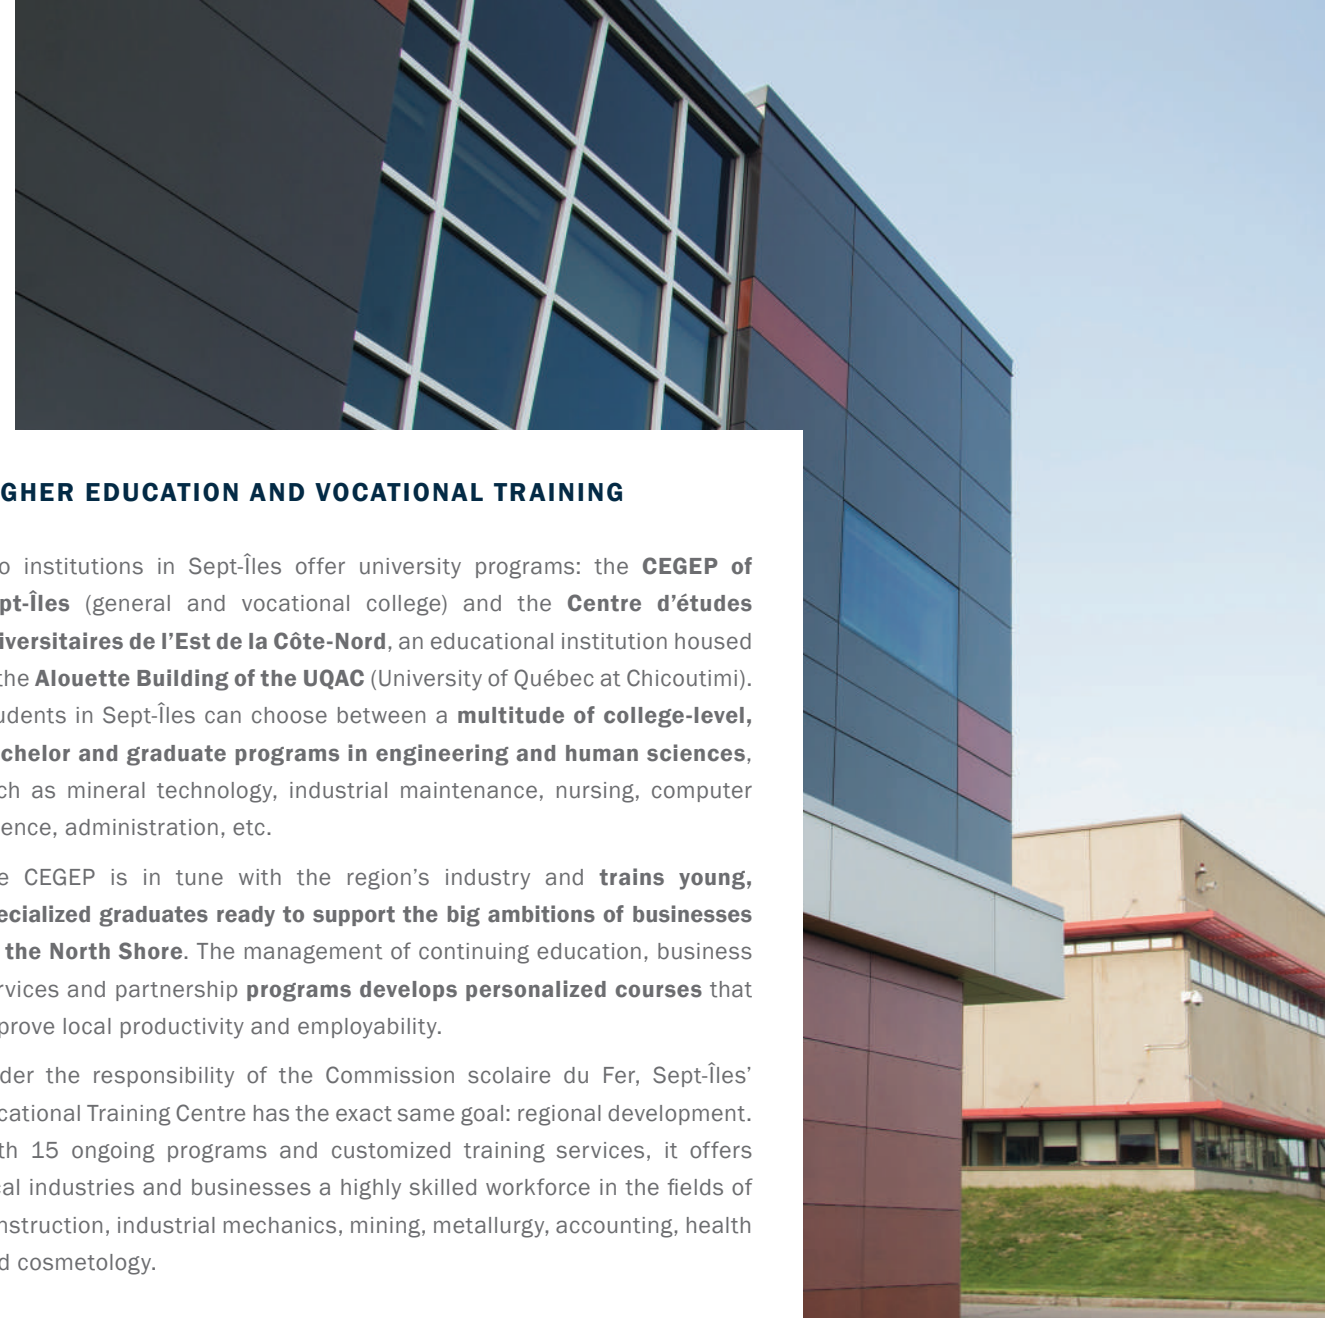 GHER EDUCATION AND VOCATIONAL TRAINING
o institutions in Sept-Îles offer university programs: the CEGEP of
pt-Îles (general and vocational college) and the Centre d’études
iversitaires de l’Est de la Côte-Nord, an educational institution housed
the Alouette Building of the UQAC (University of Québec at Chicoutimi).
udents in Sept-Îles can choose between a multitude of college-level,
chelor and graduate programs in engineering and human sciences,
ch as mineral technology, industrial maintenance, nursing, computer
ence, administration, etc.
e CEGEP is in tune with the region’s industry and trains young,
ecialized graduates ready to support the big ambitions of businesses
the North Shore. The management of continuing education, business
rvices and partnership programs develops personalized courses that
prove local productivity and employability.
der the responsibility of the Commission scolaire du Fer, Sept-Îles’
cational Training Centre has the exact same goal: regional development.
th 15 ongoing programs and customized training services, it offers
cal industries and businesses a highly skilled workforce in the fields of
nstruction, industrial mechanics, mining, metallurgy, accounting, health
d cosmetology.